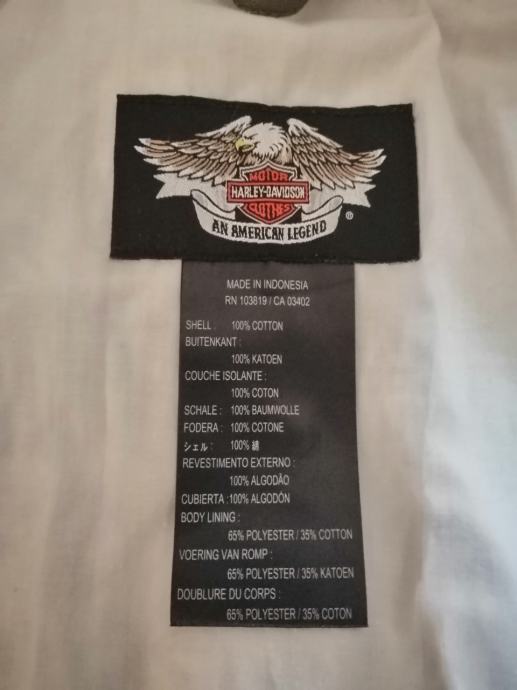 MOTOR
HARLEY-DAVIDSON
CLOTHES
AN AMERICAN LEGEND ®
MADE IN INDONESIA
RN 103819 / CA 03402
SHELL : 100% COTTON
BUITENKANT :
100% KATOEN
COUCHE ISOLANTE :
100% COTON
SCHALE : 100% BAUMWOLLE
FODERA : 100% COTONE
シェル : 100% 綿
REVESTIMENTO EXTERNO :
100% ALGODÃO
CUBIERTA :100% ALGODÓN
BODY LINING :
65% POLYESTER / 35% COTTON
VOERING VAN ROMP :
65% POLYESTER / 35% KATOEN
DOUBLURE DU CORPS :
65% POLYESTER / 35% COTON